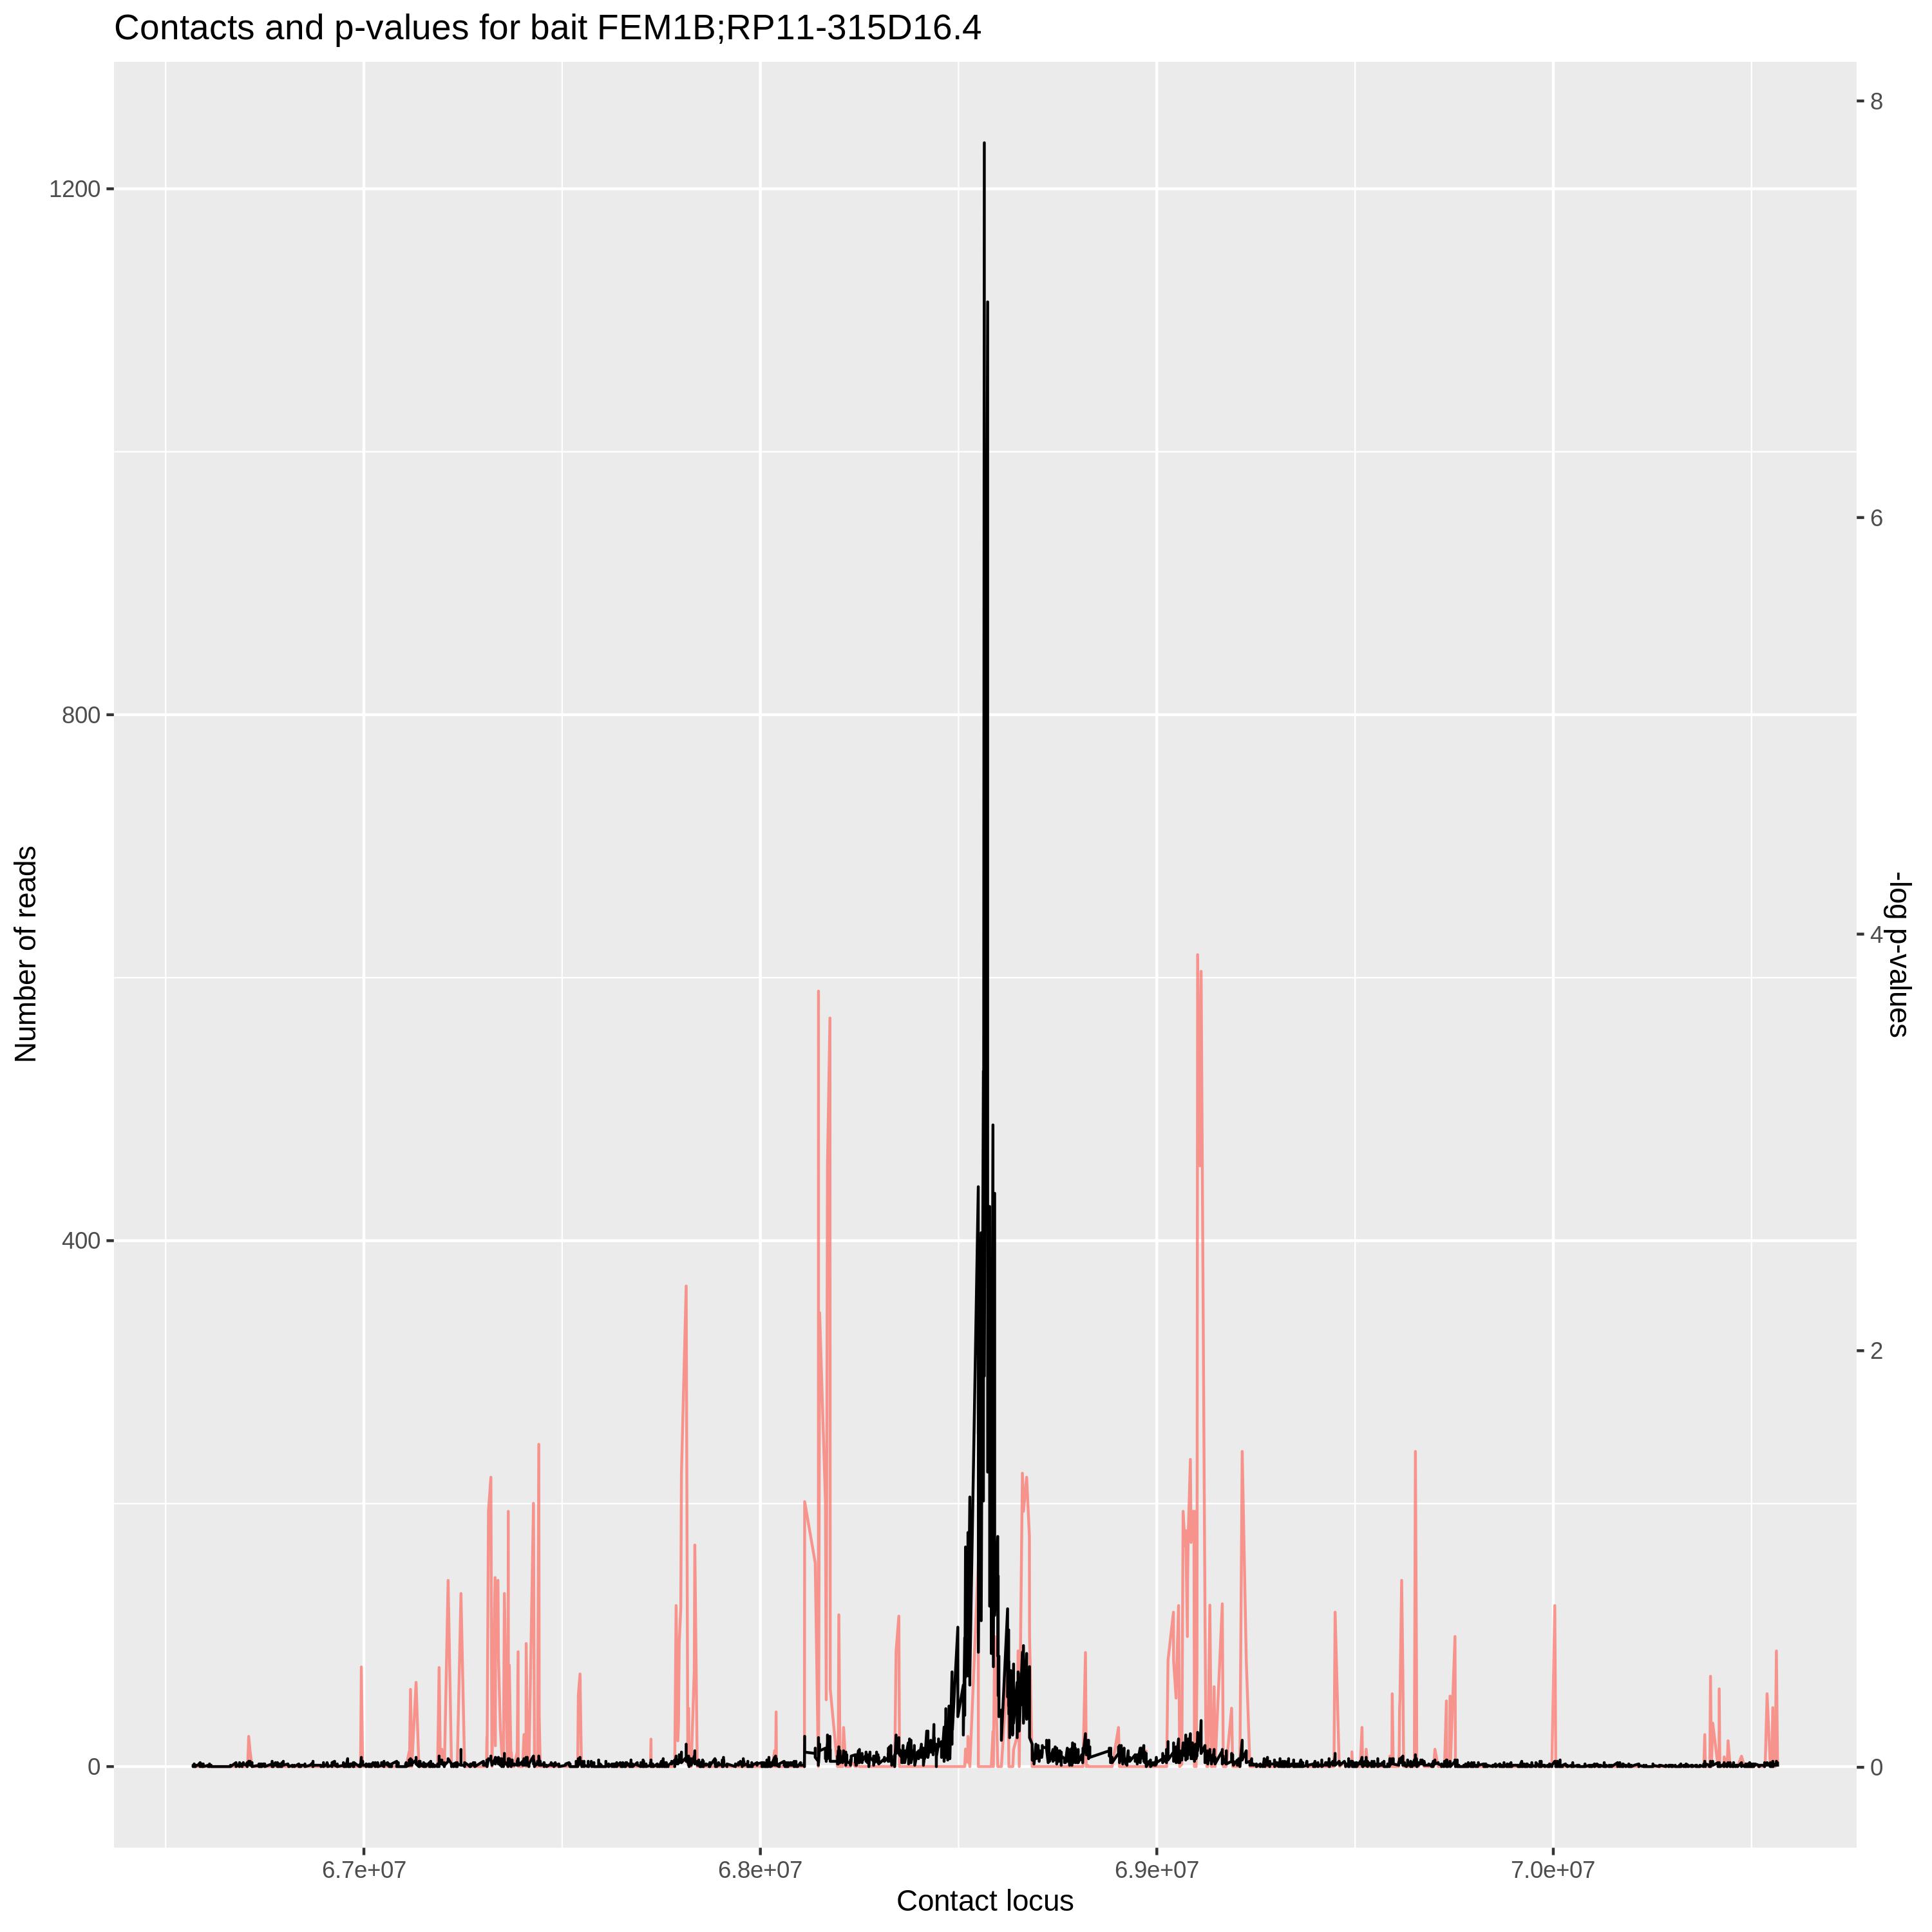 Contacts and p-values for bait FEM1B;RP11-315D16.4
1200
800
400
0
Number of reads
8
6
4
2
0
-log p-values
6.7e+07 6.8e+07 6.9e+07 7.0e+07
Contact locus